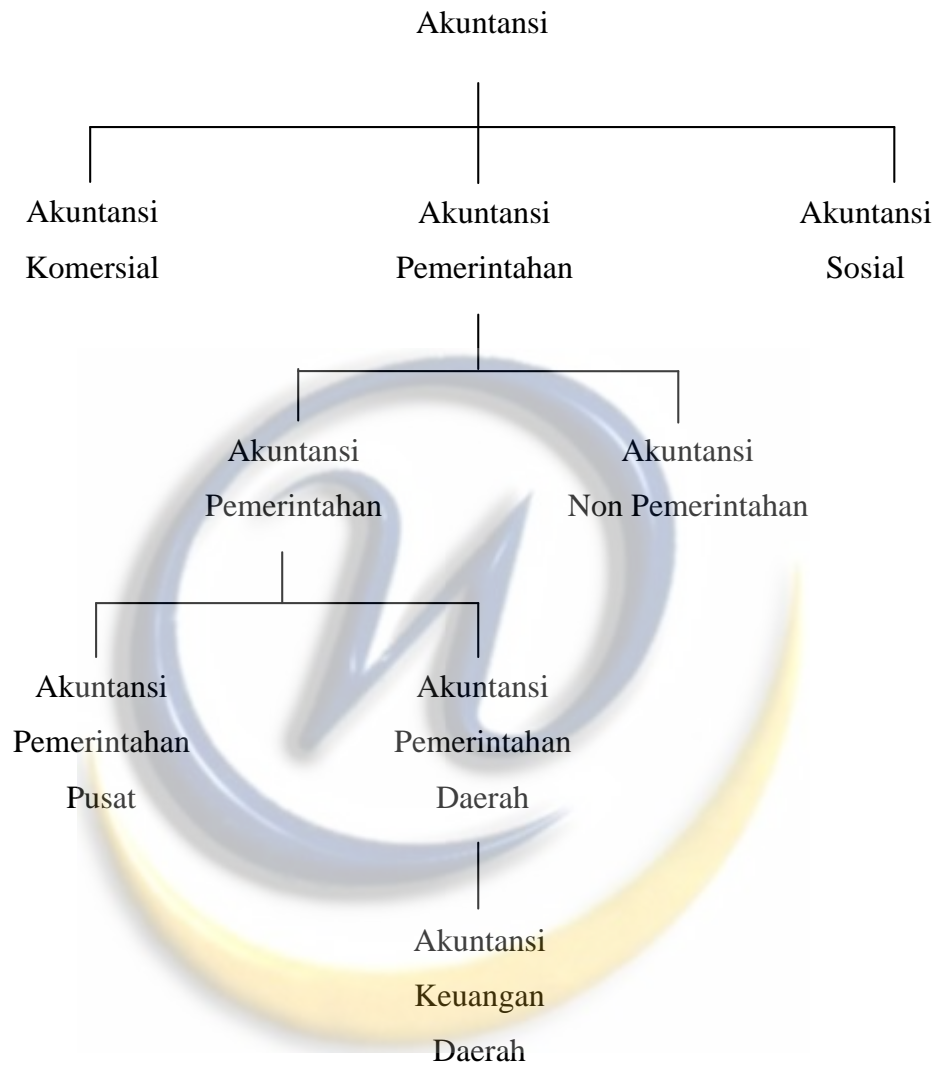 Akuntansi
Akuntansi
Komersial
Akuntansi
Pemerintahan
Akuntansi
Sosial
Akuntansi
Pemerintahan
Akuntansi
Non Pemerintahan
Akuntansi
Pemerintahan
Pusat
Akuntansi
Pemerintahan
Daerah
Akuntansi
Keuangan
Daerah